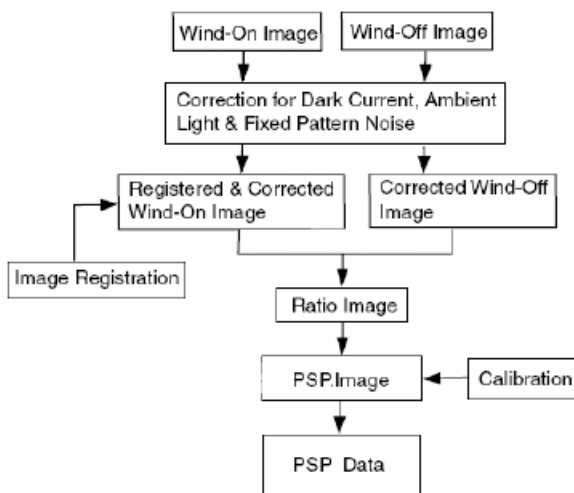 Wind-On Image
Wind-Off Image
Correction for Dark Current, Ambient
Light & Fixed Pattern Noise
Registered & Corrected
Wind-On Image
Corrected Wind-Off
Image
Image Registration
Ratio Image
PSP.Image
Calibration
PSP Data